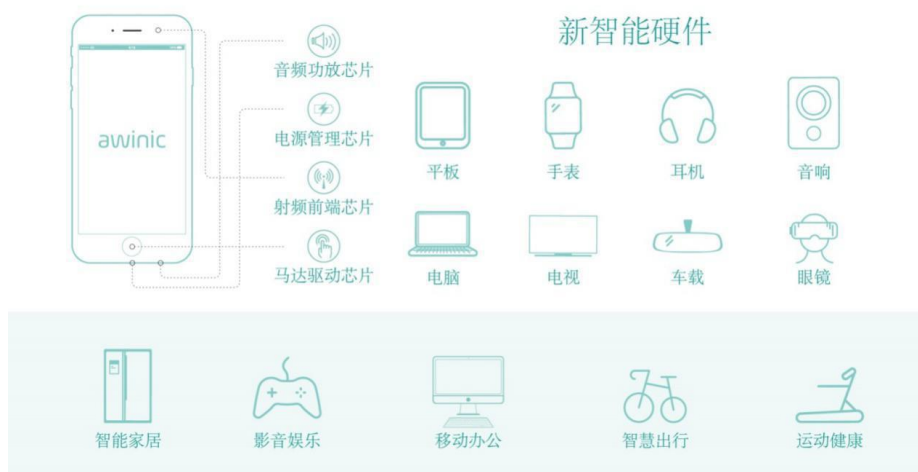 新智能硬件
awinic
音频功放芯片
电源管理芯片
射频前端芯片
马达驱动芯片
平板
手表
耳机
音响
电脑
电视
车载
眼镜
智能家居
影音娱乐
移动办公
智慧出行
运动健康